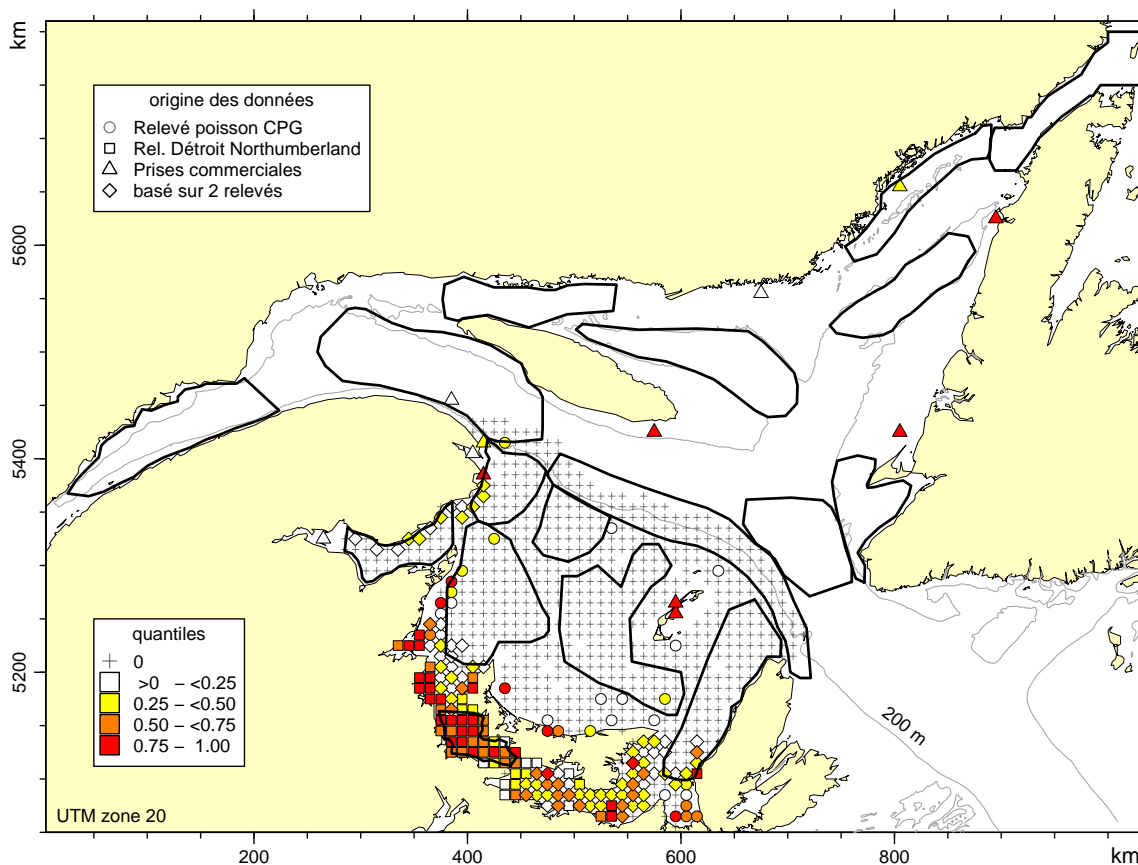 km
5600
5400
5200
origine des données
Relevé poisson CPG
Rel. Détroit Northumberland
Prises commerciales
basé sur 2 relevés
quantiles
0
>0 – <0.25
0.25 – <0.50
0.50 – <0.75
0.75 – 1.00
200 m
UTM zone 20
200 400 600 800 km